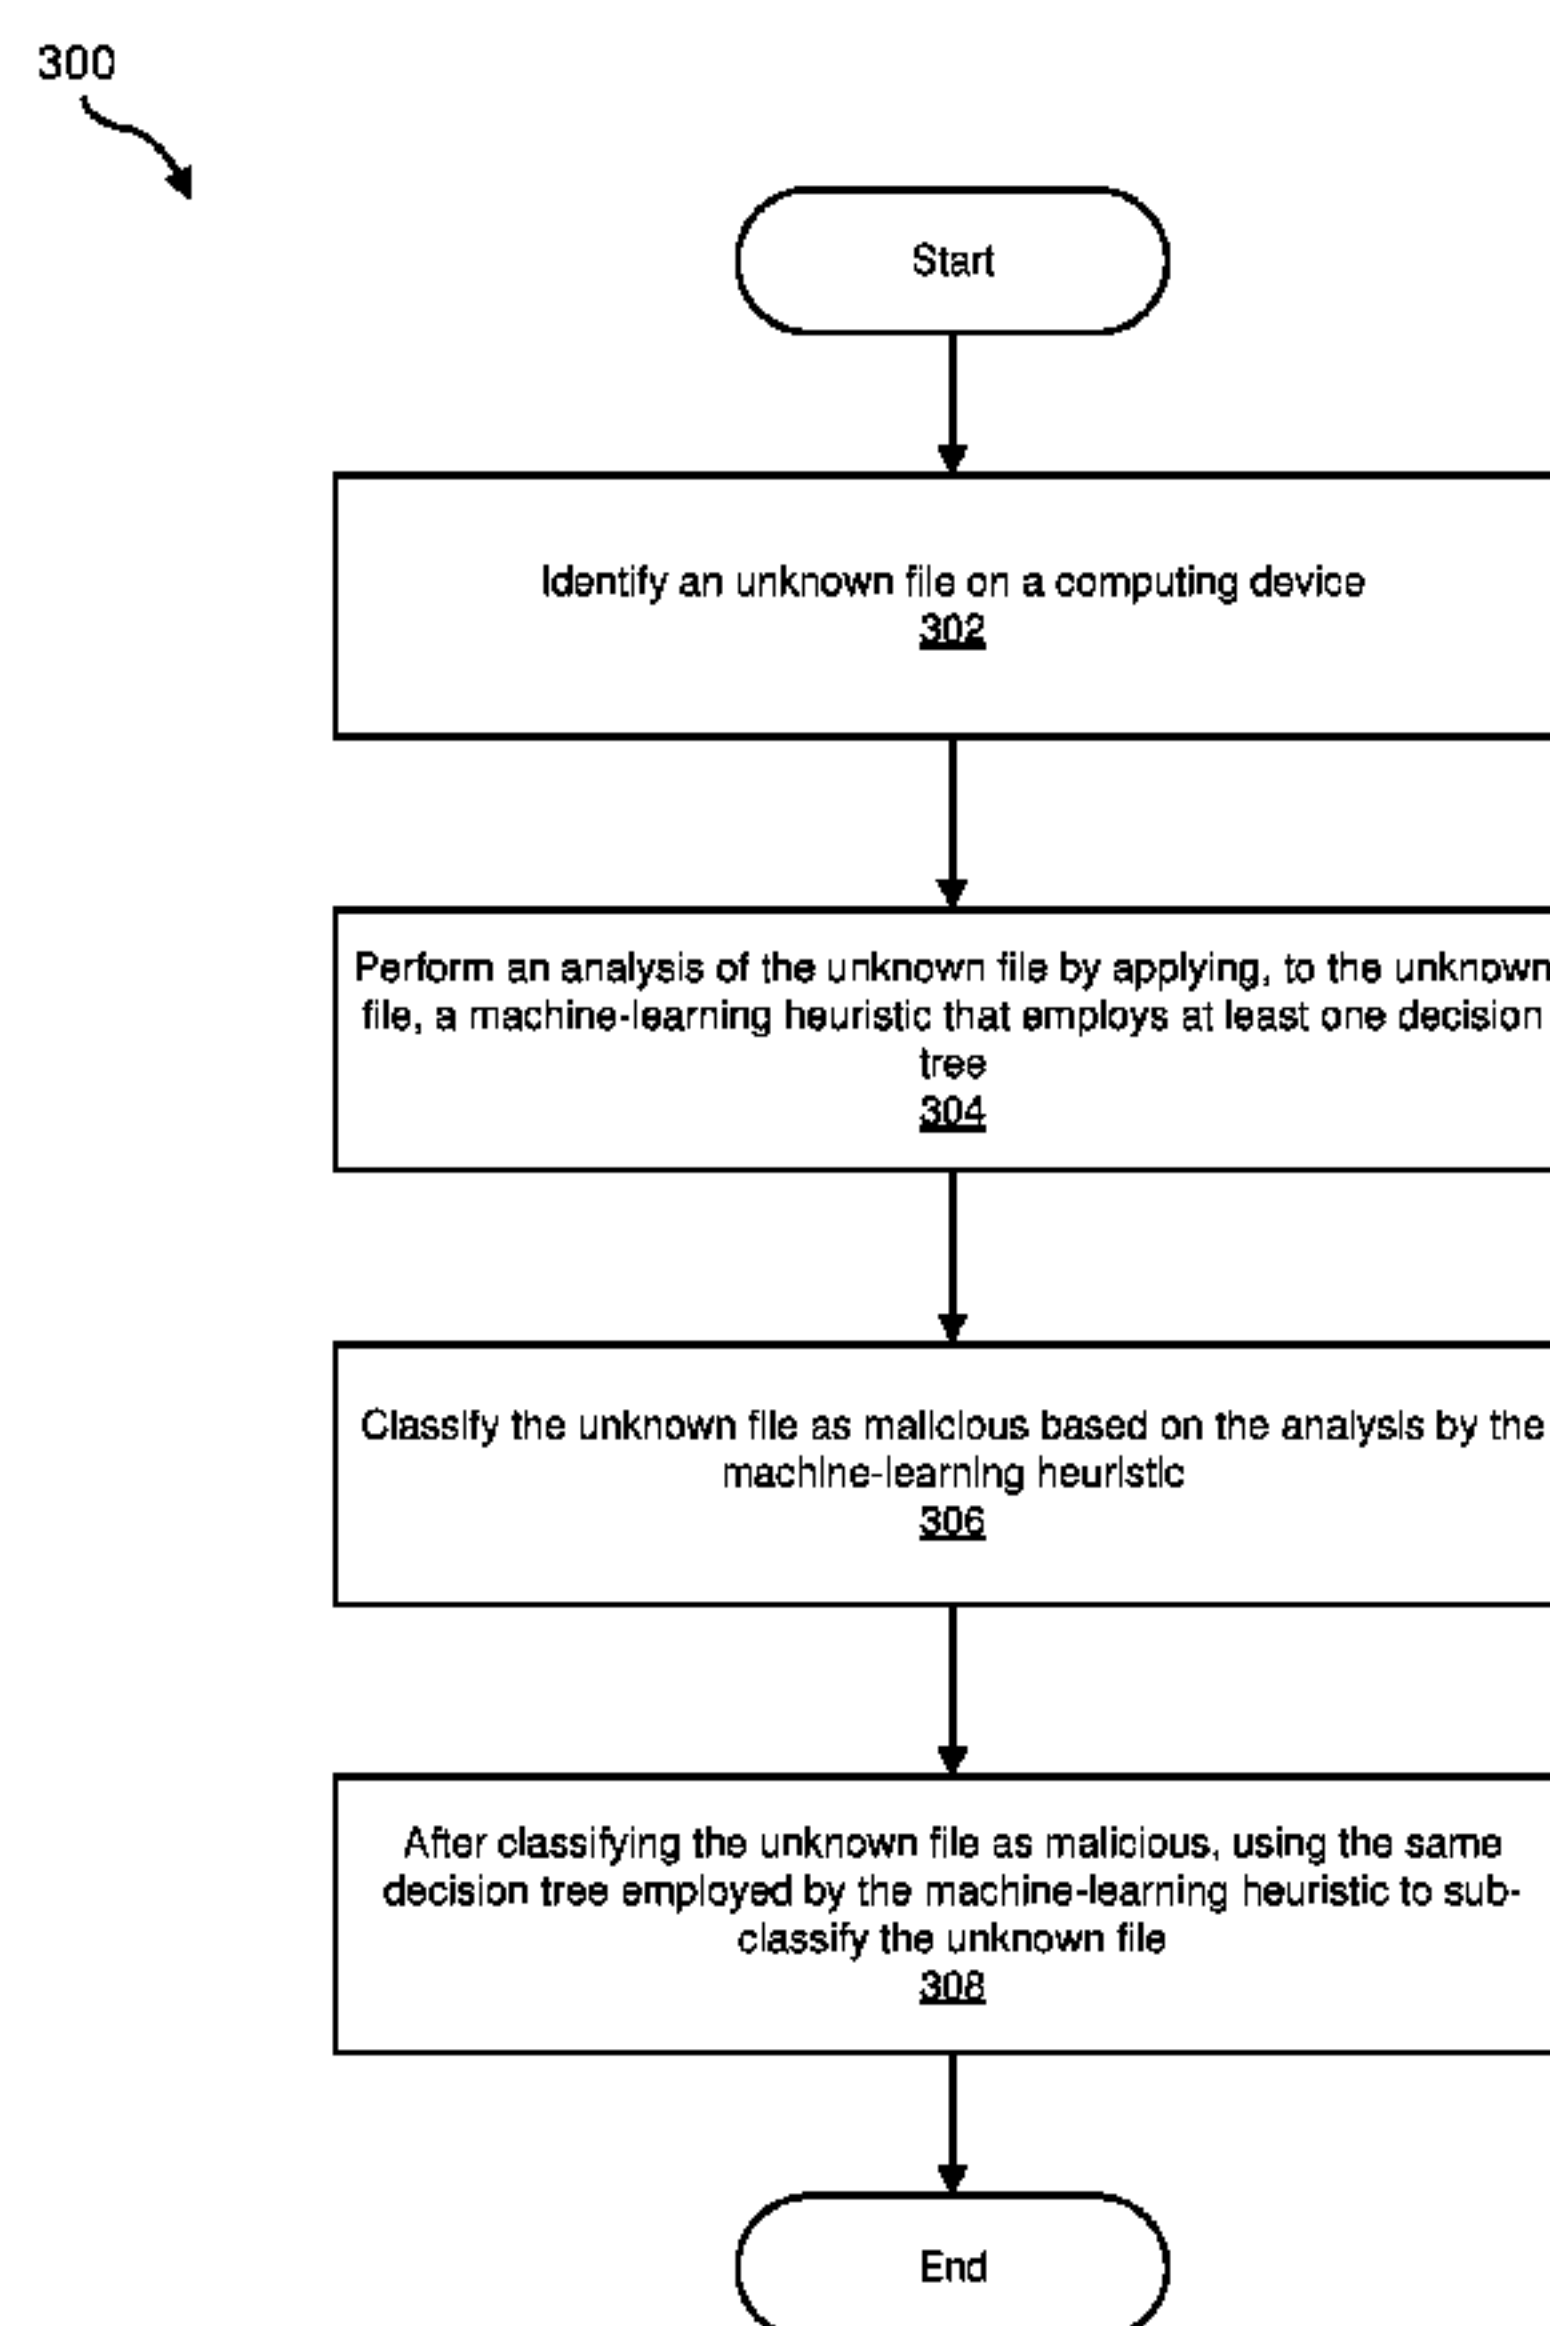 300
Start
Identify an unknown file on a computing device
302
Perform an analysis of the unknown file by applying, to the unknown
file, a machine-learning heuristic that employs at least one decision
tree
304
Classify the unknown file as malicious based on the analysis by the
machine-learning heuristic
306
After classifying the unknown file as malicious, using the same
decision tree employed by the machine-learning heuristic to sub-
classify the unknown file
308
End